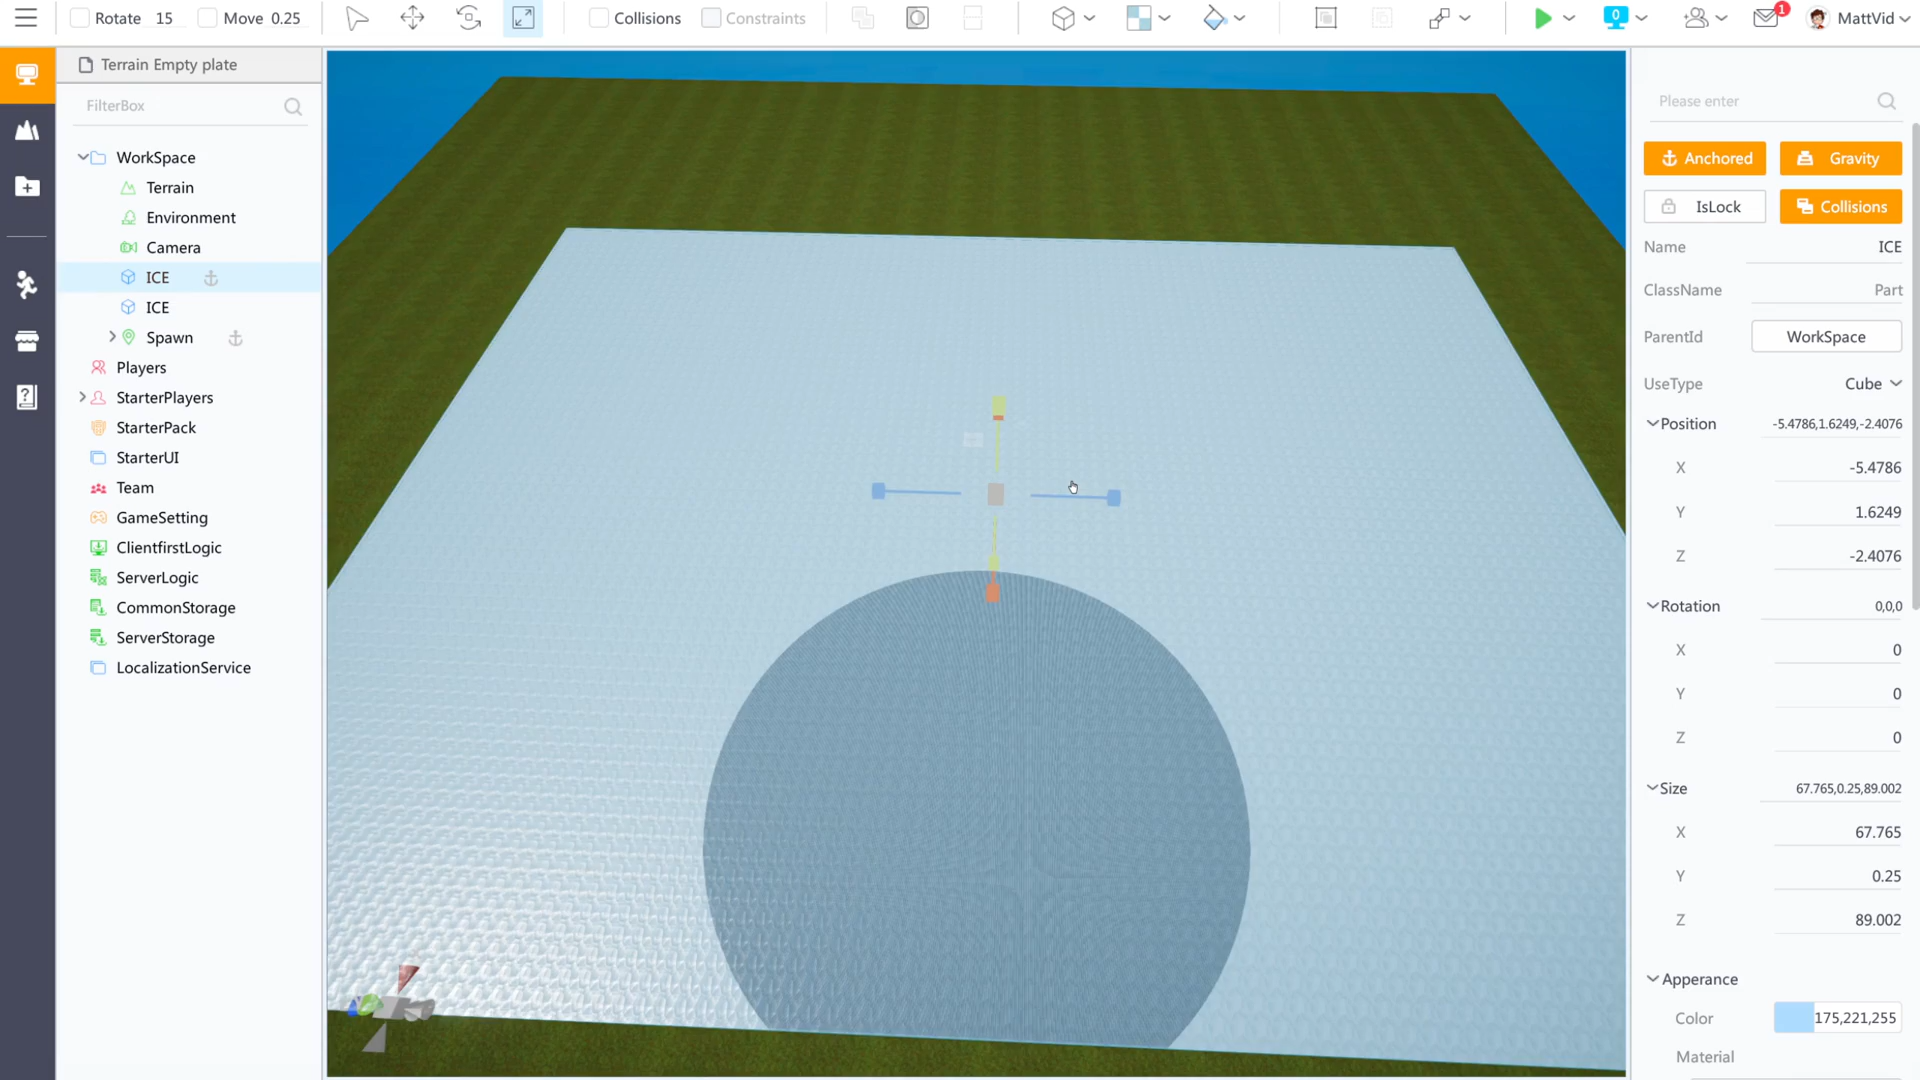 Rotate 15 Move 0.25 Collisions Constraints 0 1 MattVid
Terrain Empty plate
FilterBox
WorkSpace
Terrain
Environment
Camera
ICE
ICE
Spawn
Players
StarterPlayers
StarterPack
StarterUI
Team
GameSetting
ClientfirstLogic
ServerLogic
CommonStorage
ServerStorage
LocalizationService
Please enter
Anchored Gravity
IsLock Collisions
Name ICE
ClassName Part
ParentId WorkSpace
UseType Cube
Position -5.4786,1.6249,-2.4076
X -5.4786
Y 1.6249
Z -2.4076
Rotation 0,0,0
X 0
Y 0
Z 0
Size 67.765,0.25,89.002
X 67.765
Y 0.25
Z 89.002
Apperance
Color 175,221,255
Material